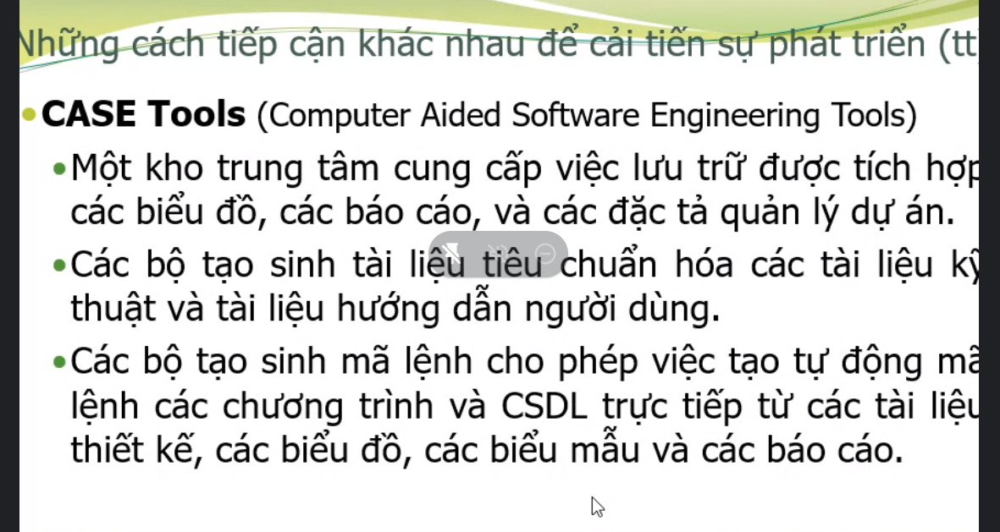 Những cách tiếp cận khác nhau để cải tiến sự phát triển (tt
CASE Tools (Computer Aided Software Engineering Tools)
Một kho trung tâm cung cấp việc lưu trữ được tích hợp
các biểu đồ, các báo cáo, và các đặc tả quản lý dự án.
Các bộ tạo sinh tài liệu tiêu chuẩn hóa các tài liệu kỹ
thuật và tài liệu hướng dẫn người dùng.
Các bộ tạo sinh mã lệnh cho phép việc tạo tự động mã
lệnh các chương trình và CSDL trực tiếp từ các tài liệu
thiết kế, các biểu đồ, các biểu mẫu và các báo cáo.